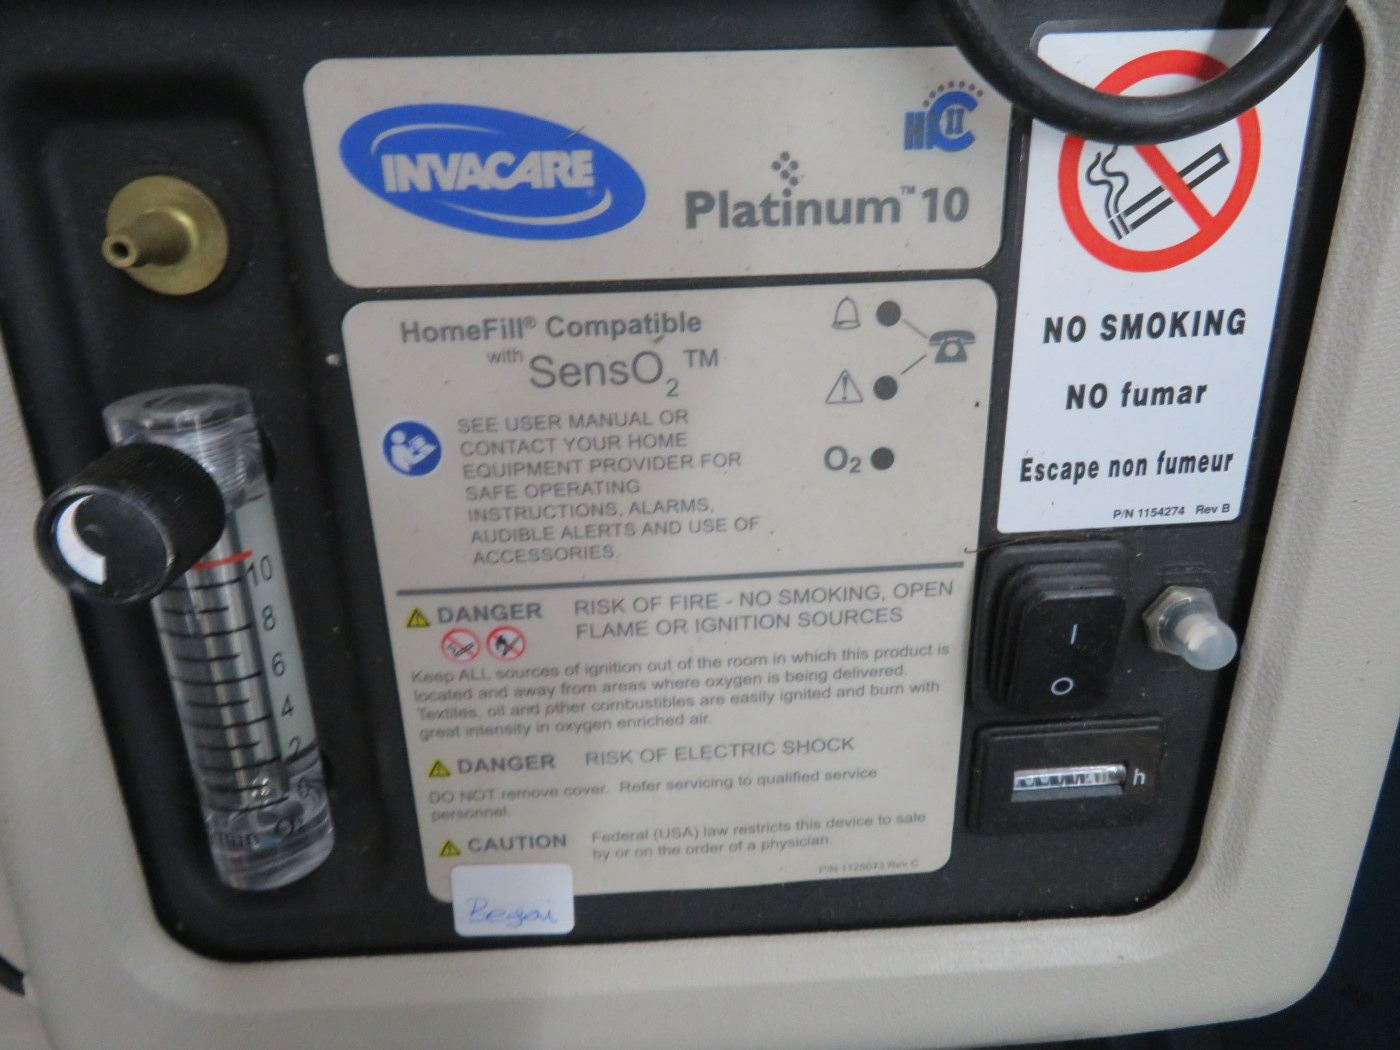 INVACARE
HC II
Platinum™ 10
HomeFill® Compatible
with SensO2™
SEE USER MANUAL OR
CONTACT YOUR HOME
EQUIPMENT PROVIDER FOR
SAFE OPERATING
INSTRUCTIONS, ALARMS,
AUDIBLE ALERTS AND USE OF
ACCESSORIES.
O2
DANGER RISK OF FIRE - NO SMOKING, OPEN
FLAME OR IGNITION SOURCES
Keep ALL sources of ignition out of the room in which this product is
located and away from areas where oxygen is being delivered.
Textiles, oil and other combustibles are easily ignited and burn with
great intensity in oxygen enriched air.
DANGER RISK OF ELECTRIC SHOCK
DO NOT remove cover. Refer servicing to qualified service
personnel.
CAUTION Federal (USA) law restricts this device to sale
by or on the order of a physician.
P/N 1125073 Rev C
NO SMOKING
NO fumar
Escape non fumeur
P/N 1154274 Rev B
I
O
h
10
8
6
4
2
0